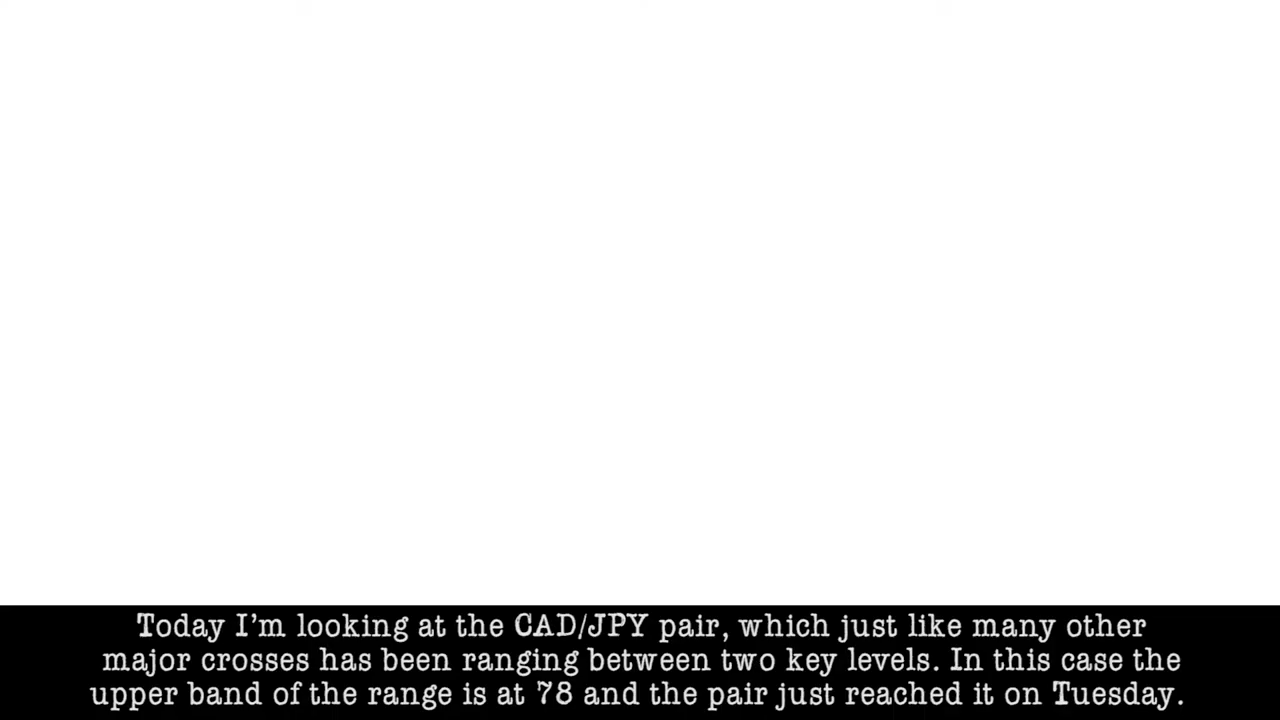 Today I'm looking at the CAD/JPY pair, which just like many other
major crosses has been ranging between two key levels. In this case the
upper band of the range is at 78 and the pair just reached it on Tuesday.